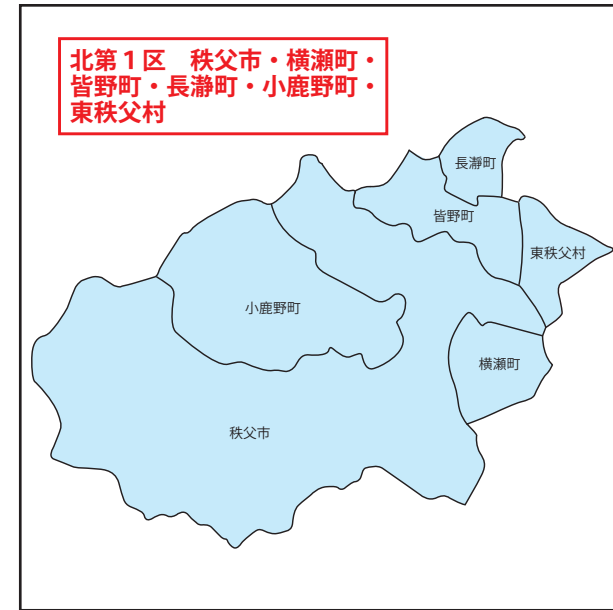 北第1区　秩父市・横瀬町・
皆野町・長瀞町・小鹿野町・
東秩父村
長瀞町
皆野町
東秩父村
小鹿野町
横瀬町
秩父市